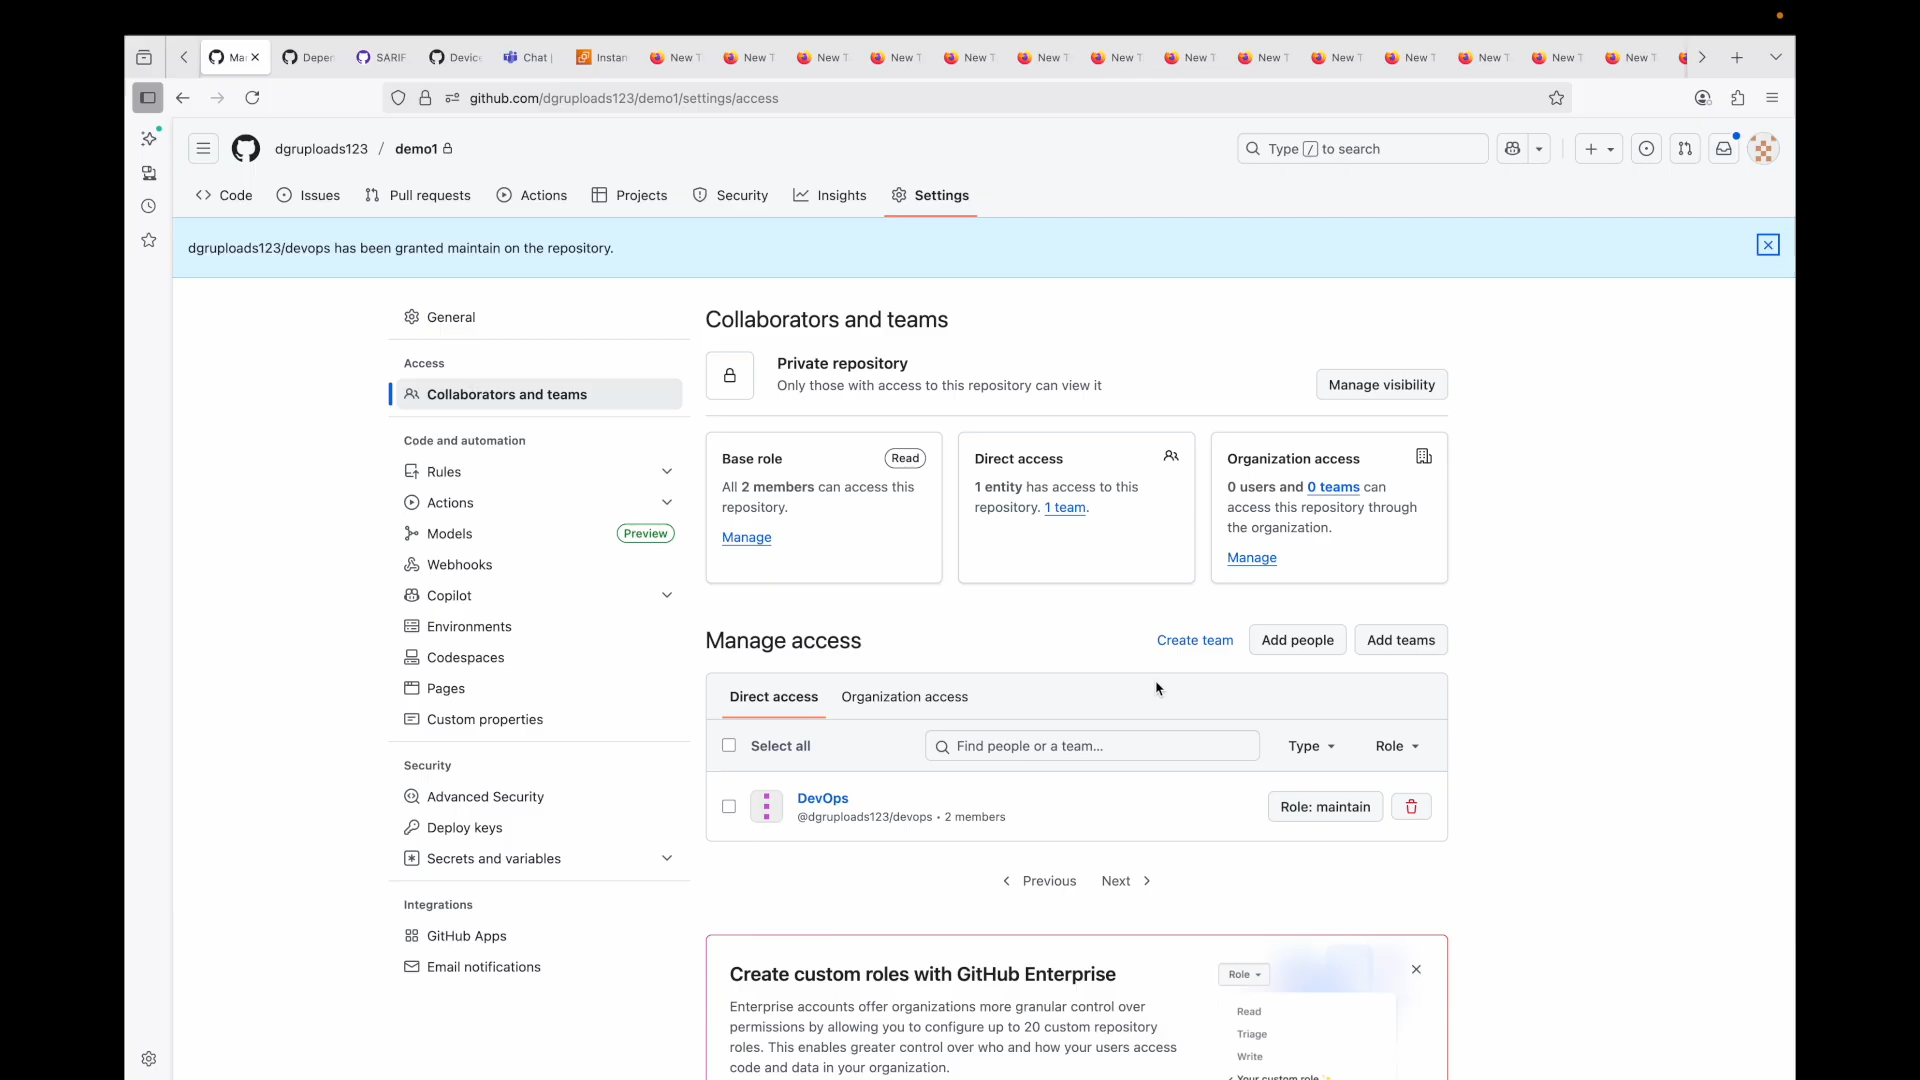 Ma
Depen
SARIF
Device
Chat |
Instan
New T
New T
New T
New T
New T
New T
New T
New T
New T
New T
New T
New T
New T
New T
github.com/dgruploads123/demo1/settings/access
dgruploads123 / demo1
Type / to search
Code
Issues
Pull requests
Actions
Projects
Security
Insights
Settings
dgruploads123/devops has been granted maintain on the repository.
General
Access
Collaborators and teams
Code and automation
Rules
Actions
Models
Preview
Webhooks
Copilot
Environments
Codespaces
Pages
Custom properties
Security
Advanced Security
Deploy keys
Secrets and variables
Integrations
GitHub Apps
Email notifications
Collaborators and teams
Private repository
Only those with access to this repository can view it
Manage visibility
Base role
Read
All 2 members can access this
repository.
Manage
Direct access
1 entity has access to this
repository. 1 team.
Organization access
0 users and 0 teams can
access this repository through
the organization.
Manage
Manage access
Create team
Add people
Add teams
Direct access
Organization access
Select all
Find people or a team...
Type
Role
DevOps
@dgruploads123/devops • 2 members
Role: maintain
Previous
Next
Create custom roles with GitHub Enterprise
Enterprise accounts offer organizations more granular control over
permissions by allowing you to configure up to 20 custom repository
roles. This enables greater control over who and how your users access
code and data in your organization.
Role
Read
Triage
Write
Your custom role